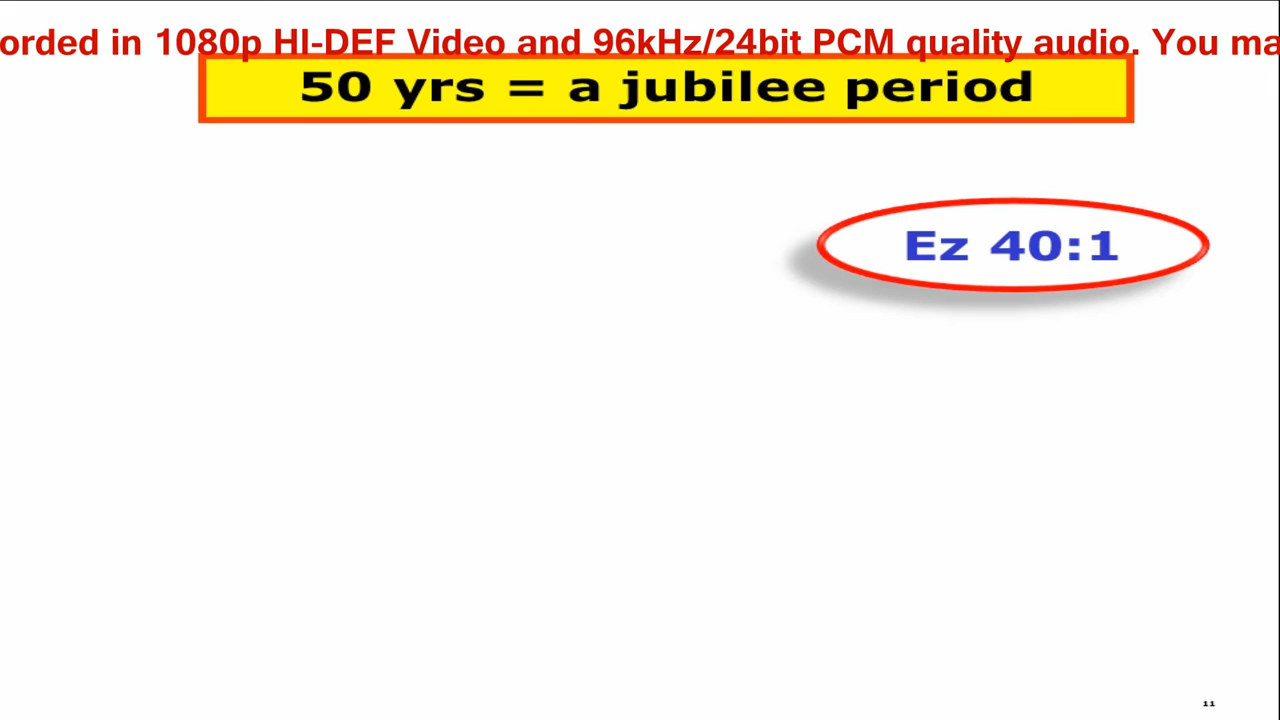 orded in 1080p HI-DEF Video and 96kHz/24bit PCM quality audio. You ma
50 yrs = a jubilee period
Ez 40:1
11